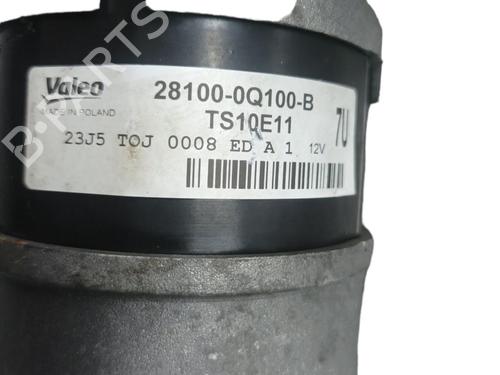 B-PARTS
Valeo
MADE IN POLAND
28100-0Q100-B
TS10E11
7U
23J5 TOJ 0008 ED A 1 12V